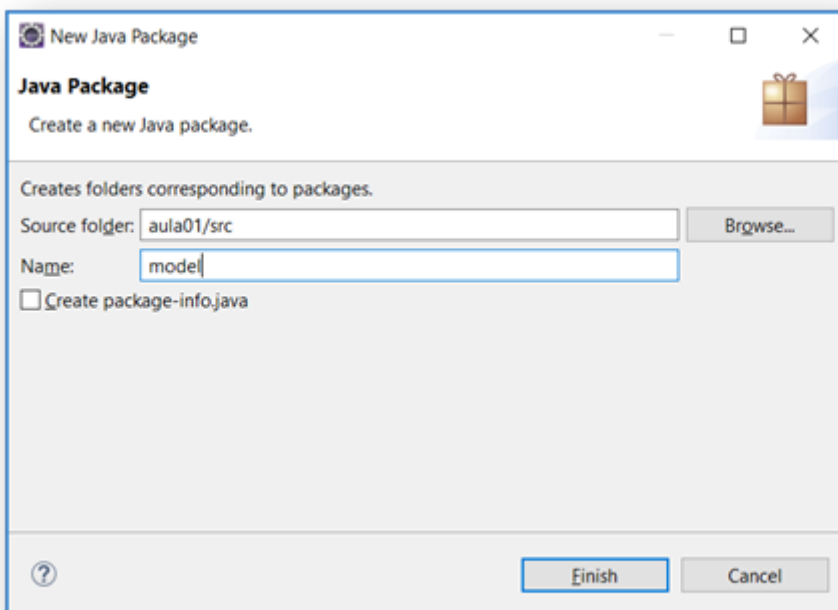 New Java Package
Java Package
Create a new Java package.
Creates folders corresponding to packages.
Source folder: aula01/src Browse...
Name: model
Create package-info.java
? Finish Cancel